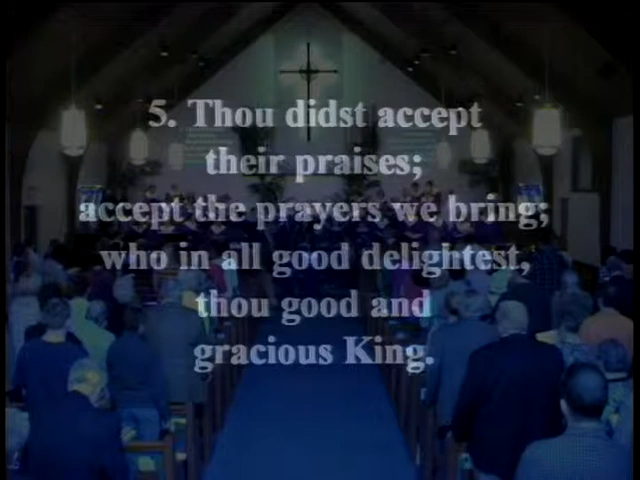 5. Thou didst accept
their praises;
accept the prayers we bring;
who in all good delightest,
thou good and
gracious King.